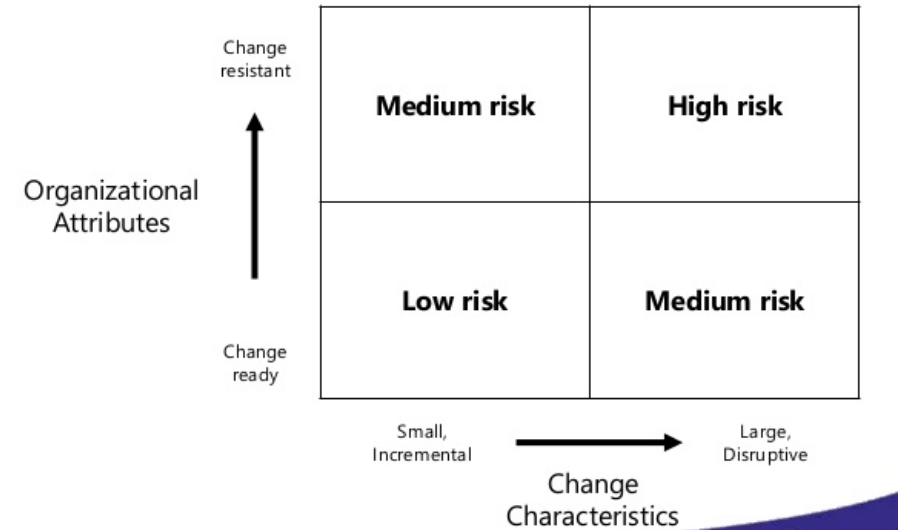 Change
resistant
Medium risk
High risk
Organizational
Attributes
Low risk
Medium risk
Change
ready
Small,
Incremental
Large,
Disruptive
Change
Characteristics